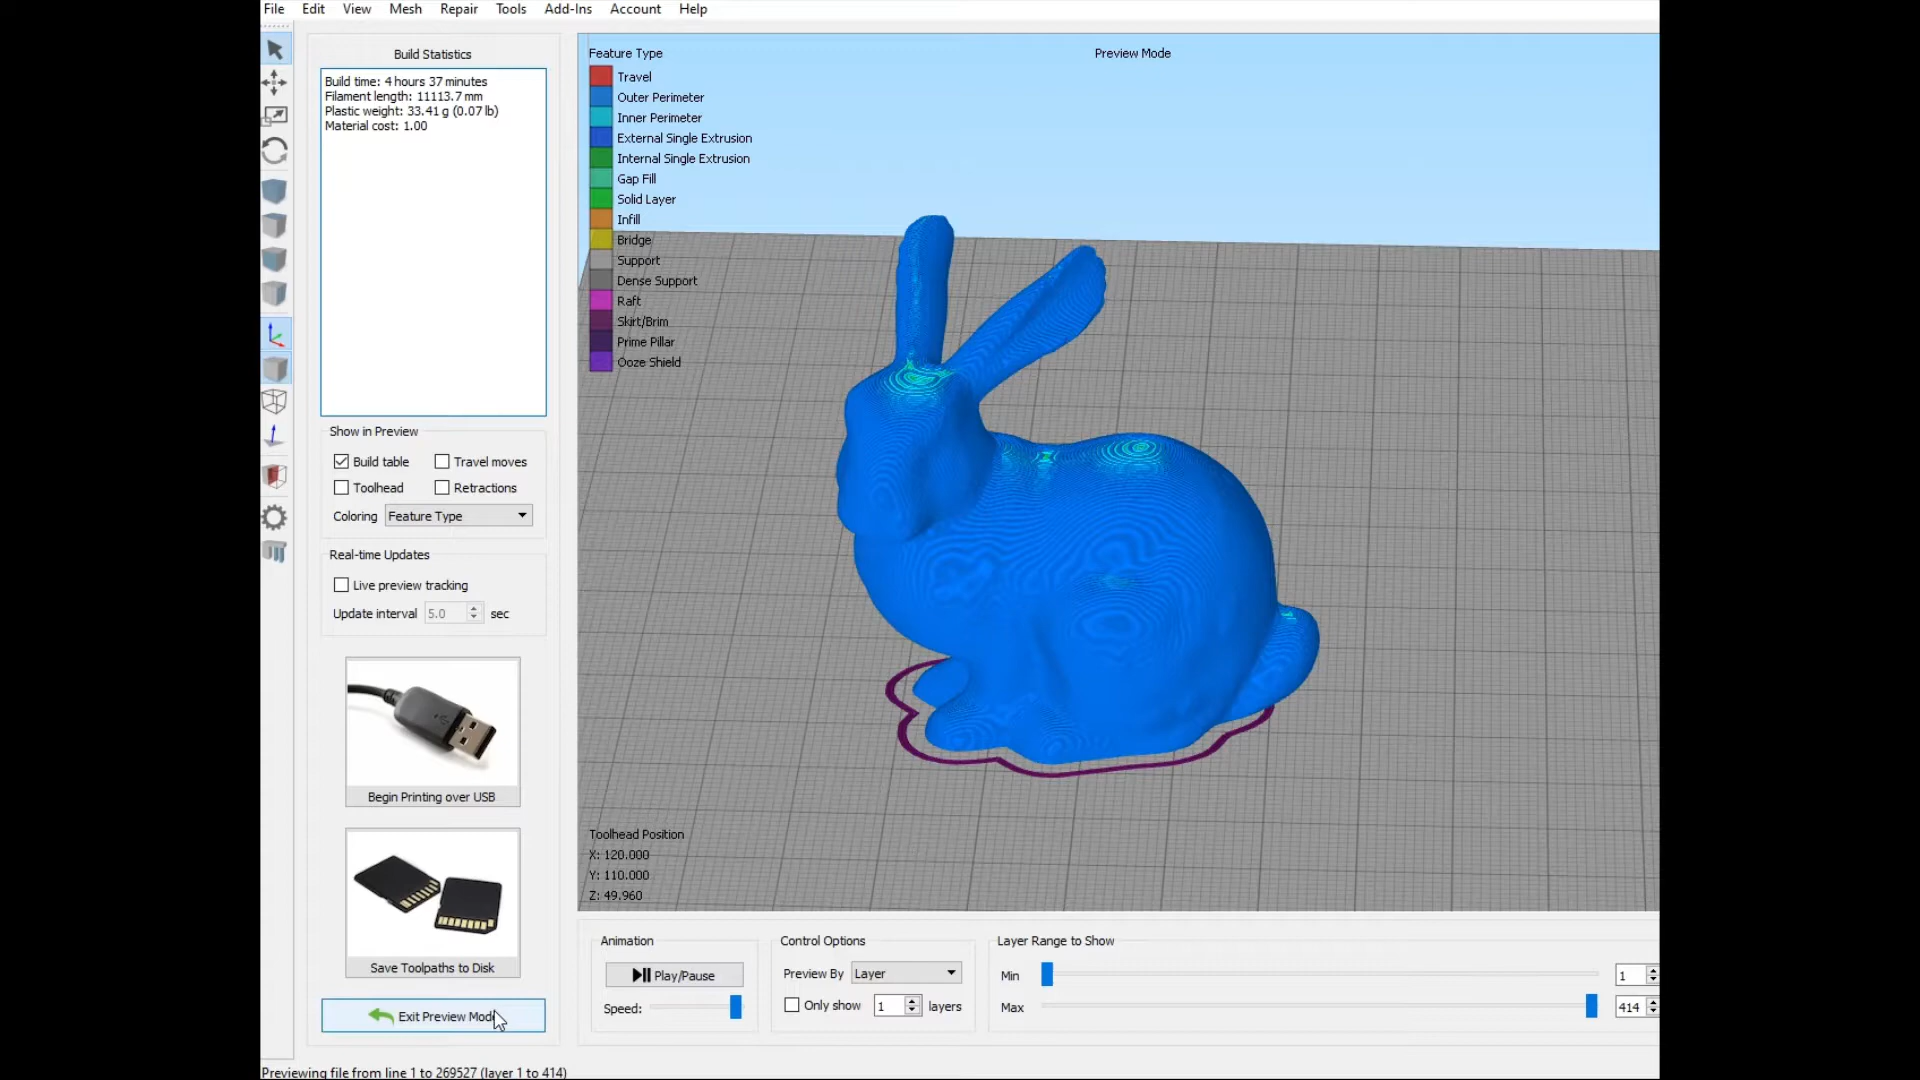 File Edit View Mesh Repair Tools Add-Ins Account Help
Build Statistics
Build time: 4 hours 37 minutes
Filament length: 11113.7 mm
Plastic weight: 33.41 g (0.07 lb)
Material cost: 1.00
Show in Preview
Build table
Travel moves
Toolhead
Retractions
Coloring Feature Type
Real-time Updates
Live preview tracking
Update interval 5.0 sec
Begin Printing over USB
Save Toolpaths to Disk
Exit Preview Mode
Feature Type
Travel
Outer Perimeter
Inner Perimeter
External Single Extrusion
Internal Single Extrusion
Gap Fill
Solid Layer
Infill
Bridge
Support
Dense Support
Raft
Skirt/Brim
Prime Pillar
Ooze Shield
Preview Mode
Toolhead Position
X: 120.000
Y: 110.000
Z: 49.960
Animation
Play/Pause
Speed:
Control Options
Preview By Layer
Only show 1 layers
Layer Range to Show
Min 1
Max 414
Previewing file from line 1 to 269527 (layer 1 to 414)